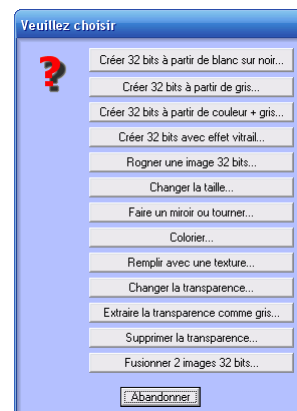 Veuillez choisir
Créer 32 bits à partir de blanc sur noir...
Créer 32 bits à partir de gris...
Créer 32 bits à partir de couleur + gris...
Créer 32 bits avec effet vitrail...
Rogner une image 32 bits...
Changer la taille...
Faire un miroir ou tourner...
Colorier...
Remplir avec une texture...
Changer la transparence...
Extraire la transparence comme gris...
Supprimer la transparence...
Fusionner 2 images 32 bits...
Abandonner